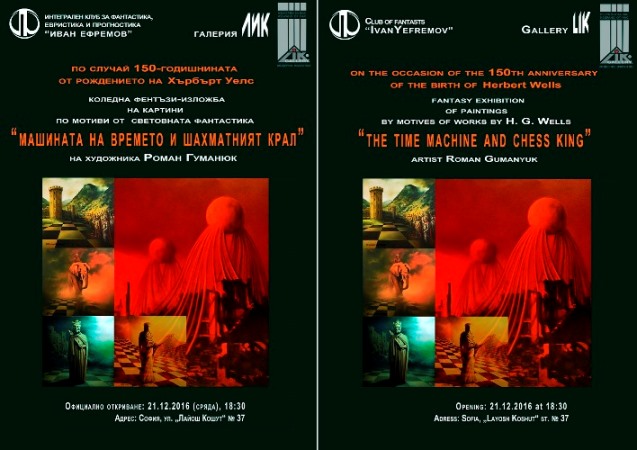 ИНТЕГРАЛЕН КЛУБ ЗА ФАНТАСТИКА,
ЕВРИСТИКА И ПРОГНОСТИКА
"ИВАН ЕФРЕМОВ"
ГАЛЕРИЯ ЛИК
ПО СЛУЧАЙ 150-ГОДИШНИНАТА
ОТ РОЖДЕНИЕТО НА Хърбърт Уелс
КОЛЕДНА ФЕНТЪЗИ-ИЗЛОЖБА
НА КАРТИНИ
ПО МОТИВИ ОТ СВЕТОВНАТА ФАНТАСТИКА
"МАШИНАТА НА ВРЕМЕТО И ШАХМАТНИЯТ КРАЛ"
НА ХУДОЖНИКА РОМАН ГУМАНЮК
ОФИЦИАЛНО ОТКРИВАНЕ: 21.12.2016 (СРЯДА), 18:30
АДРЕС: СОФИЯ, УЛ. „ЛАЙОШ КОШУТ" № 37
CLUB OF FANTASTS
"IVANYEFREMOV"
GALLERY LIK
ON THE OCCASION OF THE 150TH ANNIVERSARY
OF THE BIRTH OF Herbert Wells
FANTASY EXHIBITION
OF PAINTINGS
BY MOTIVES OF WORKS BY H. G. WELLS
"THE TIME MACHINE AND CHESS KING"
ARTIST ROMAN GUMANYUK
OPENING: 21.12.2016 AT 18:30
ADRESS: SOFIA, „LAYOSH KOSHUT" ST. № 37